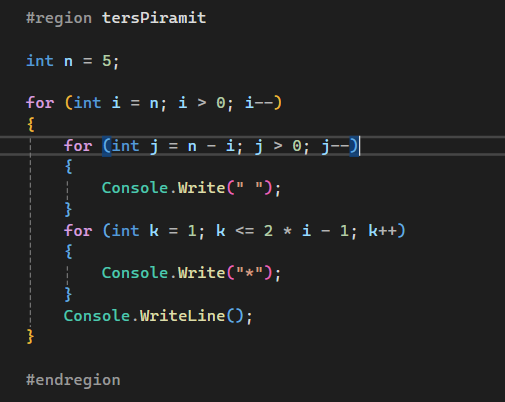 #region tersPiramit
int n = 5;
for (int i = n; i > 0; i--)
{
for (int j = n - i; j > 0; j--)
{
Console.Write(" ");
}
for (int k = 1; k <= 2 * i - 1; k++)
{
Console.Write("*");
}
Console.WriteLine();
}
#endregion